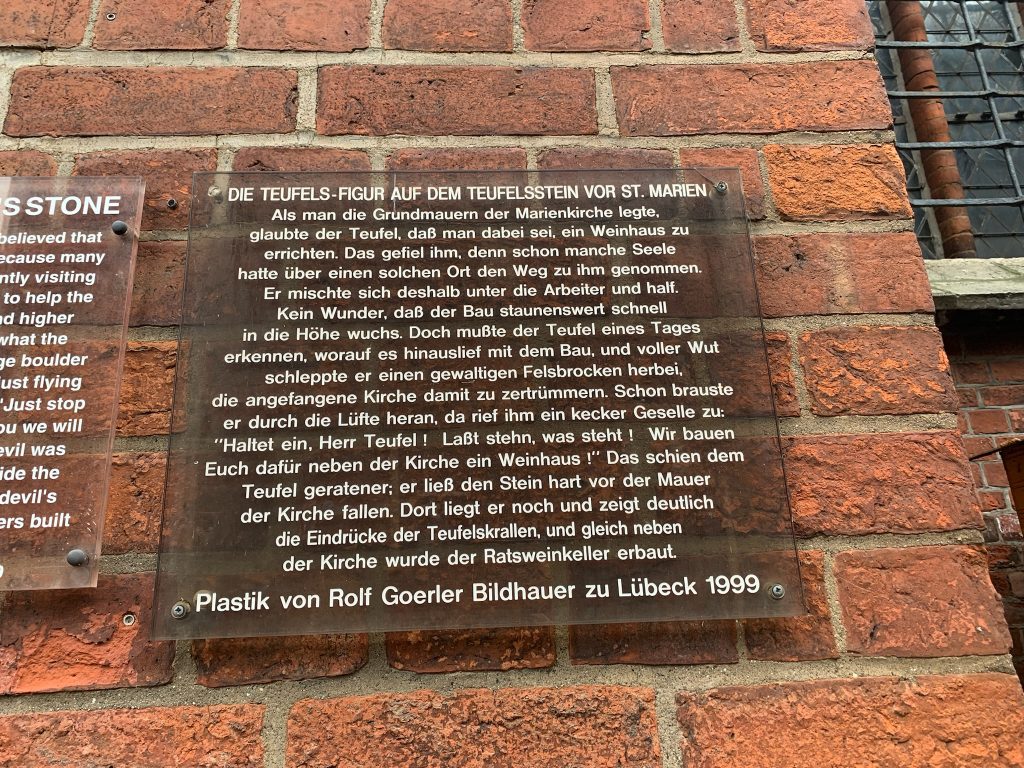 S STONE
believed that
because many
ntly visiting
to help the
nd higher
what the
ge boulder
just flying
"Just stop
ou we will
evil was
side the
devil's
ers built
DIE TEUFELS-FIGUR AUF DEM TEUFELSSTEIN VOR ST. MARIEN
Als man die Grundmauern der Marienkirche legte,
glaubte der Teufel, daß man dabei sei, ein Weinhaus zu
errichten. Das gefiel ihm, denn schon manche Seele
hatte über einen solchen Ort den Weg zu ihm genommen.
Er mischte sich deshalb unter die Arbeiter und half.
Kein Wunder, daß der Bau staunenswert schnell
in die Höhe wuchs. Doch mußte der Teufel eines Tages
erkennen, worauf es hinauslief mit dem Bau, und voller Wut
schleppte er einen gewaltigen Felsbrocken herbei,
die angefangene Kirche damit zu zertrümmern. Schon brauste
er durch die Lüfte heran, da rief ihm ein kecker Geselle zu:
"Haltet ein, Herr Teufel ! Laßt stehn, was steht ! Wir bauen
Euch dafür neben der Kirche ein Weinhaus !" Das schien dem
Teufel geratener; er ließ den Stein hart vor der Mauer
der Kirche fallen. Dort liegt er noch und zeigt deutlich
die Eindrücke der Teufelskrallen, und gleich neben
der Kirche wurde der Ratsweinkeller erbaut.
Plastik von Rolf Goerler Bildhauer zu Lübeck 1999